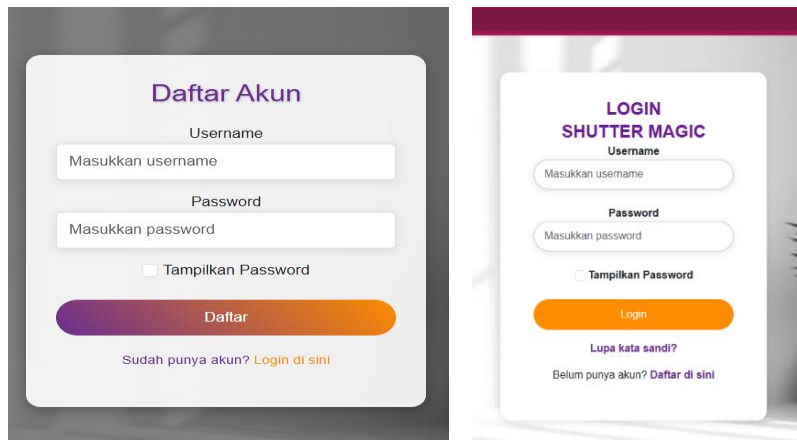 Daftar Akun
Username
Masukkan username
Password
Masukkan password
Tampilkan Password
Daftar
Sudah punya akun? Login di sini
LOGIN
SHUTTER MAGIC
Username
Masukkan username
Password
Masukkan password
Tampilkan Password
Login
Lupa kata sandi?
Belum punya akun? Daftar di sini